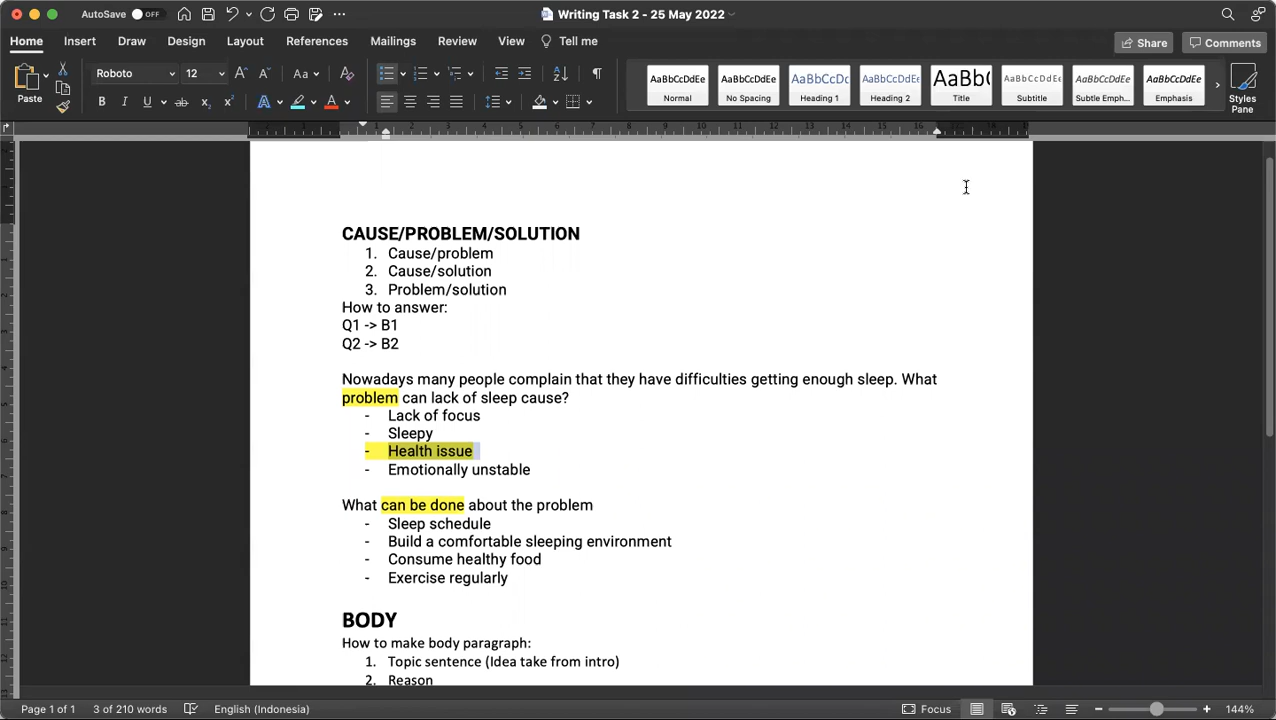 AutoSave OFF
Writing Task 2 - 25 May 2022
Home Insert Draw Design Layout References Mailings Review View Tell me
Share Comments
Paste
Roboto 12
AaBbCcDdEe Normal
AaBbCcDdEe No Spacing
AaBbCcDc Heading 1
AaBbCcDdEe Heading 2
AaBb( Title
AaBbCcDdEe Subtitle
AaBbCcDdEe Subtle Emph...
AaBbCcDdEe Emphasis
Styles Pane
CAUSE/PROBLEM/SOLUTION
1. Cause/problem
2. Cause/solution
3. Problem/solution
How to answer:
Q1 -> B1
Q2 -> B2
Nowadays many people complain that they have difficulties getting enough sleep. What
problem can lack of sleep cause?
- Lack of focus
- Sleepy
- Health issue
- Emotionally unstable
What can be done about the problem
- Sleep schedule
- Build a comfortable sleeping environment
- Consume healthy food
- Exercise regularly
BODY
How to make body paragraph:
1. Topic sentence (Idea take from intro)
2. Reason
Page 1 of 1 3 of 210 words English (Indonesia) Focus 144%